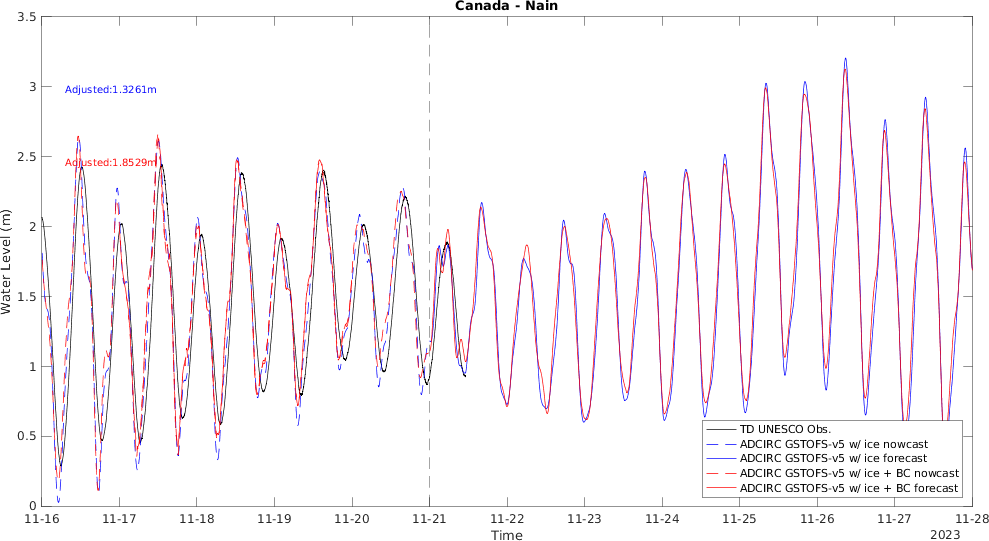 Canada - Nain
3.5
3
2.5
2
1.5
1
0.5
0
Water Level (m)
Adjusted:1.3261m
Adjusted:1.8529m
TD UNESCO Obs.
ADCIRC GSTOFS-v5 w/ ice nowcast
ADCIRC GSTOFS-v5 w/ ice forecast
ADCIRC GSTOFS-v5 w/ ice + BC nowcast
ADCIRC GSTOFS-v5 w/ ice + BC forecast
11-16 11-17 11-18 11-19 11-20 11-21 11-22 11-23 11-24 11-25 11-26 11-27 11-28
Time
2023